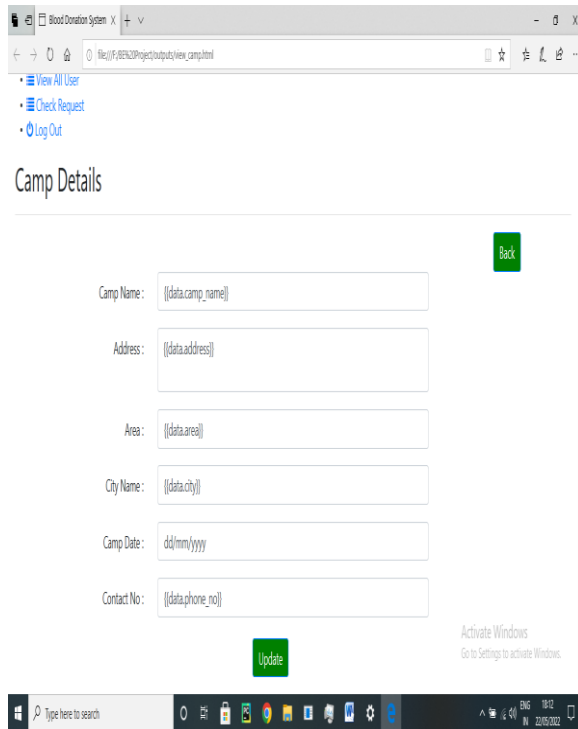 Blood Donation System
file:///F:/BE%20Project/outputs/view_camp.html
View All User
Check Request
Log Out
Camp Details
Back
Camp Name : {{data.camp_name}}
Address : {{data.address}}
Area : {{data.area}}
City Name : {{data.city}}
Camp Date : dd/mm/yyyy
Contact No : {{data.phone_no}}
Update
Activate Windows
Go to Settings to activate Windows.
Type here to search
ENG 18:12
IN 22/05/2022